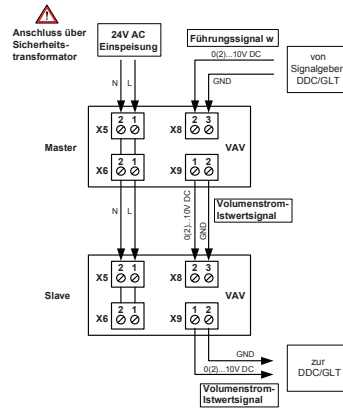 Anschluss über
Sicherheits-
transformator
24V AC
Einspeisung
Führungssignal w
0(2)...10V DC
GND
von
Signalgeber
DDC/GLT
N L
X5 2 1
X8 2 3
Master
VAV
X6 2 1
X9 1 2
N L
0(2)...10V DC
GND
Volumenstrom-
Istwertsignal
X5 2 1
X8 2 3
Slave
VAV
X6 2 1
X9 1 2
GND
0(2)...10V DC
zur
DDC/GLT
Volumenstrom-
Istwertsignal